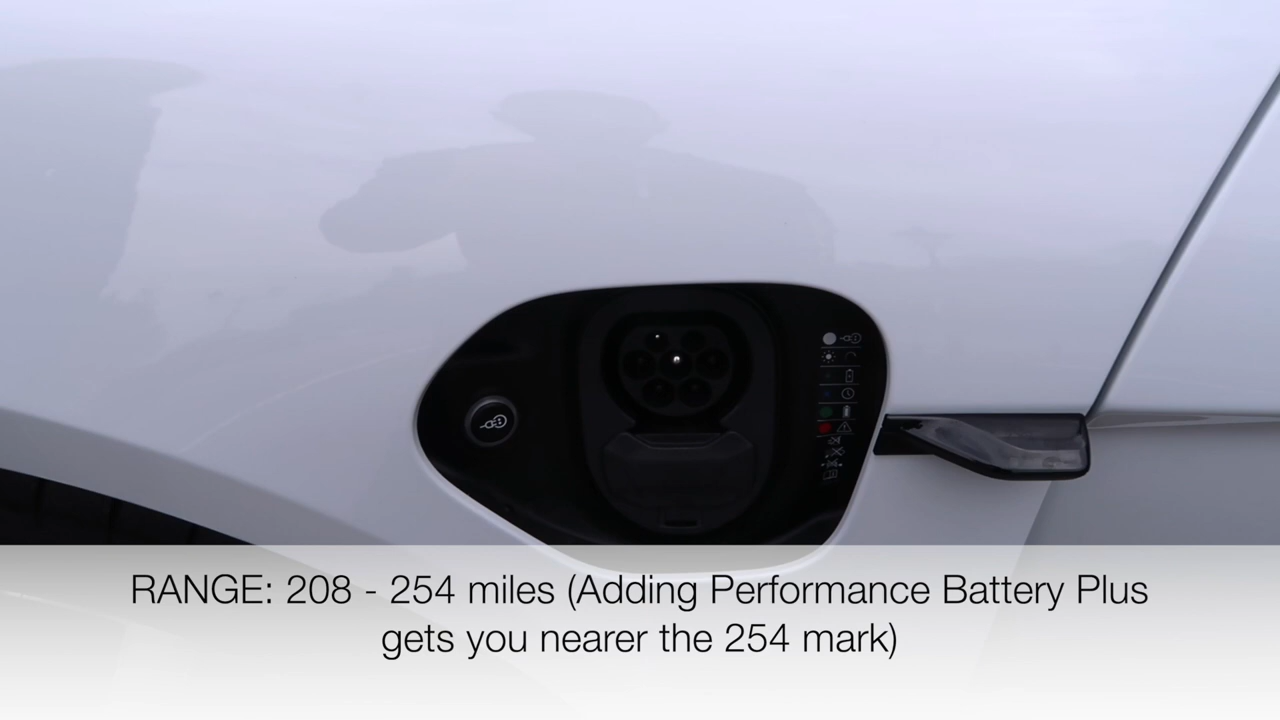 RANGE: 208 - 254 miles (Adding Performance Battery Plus
gets you nearer the 254 mark)